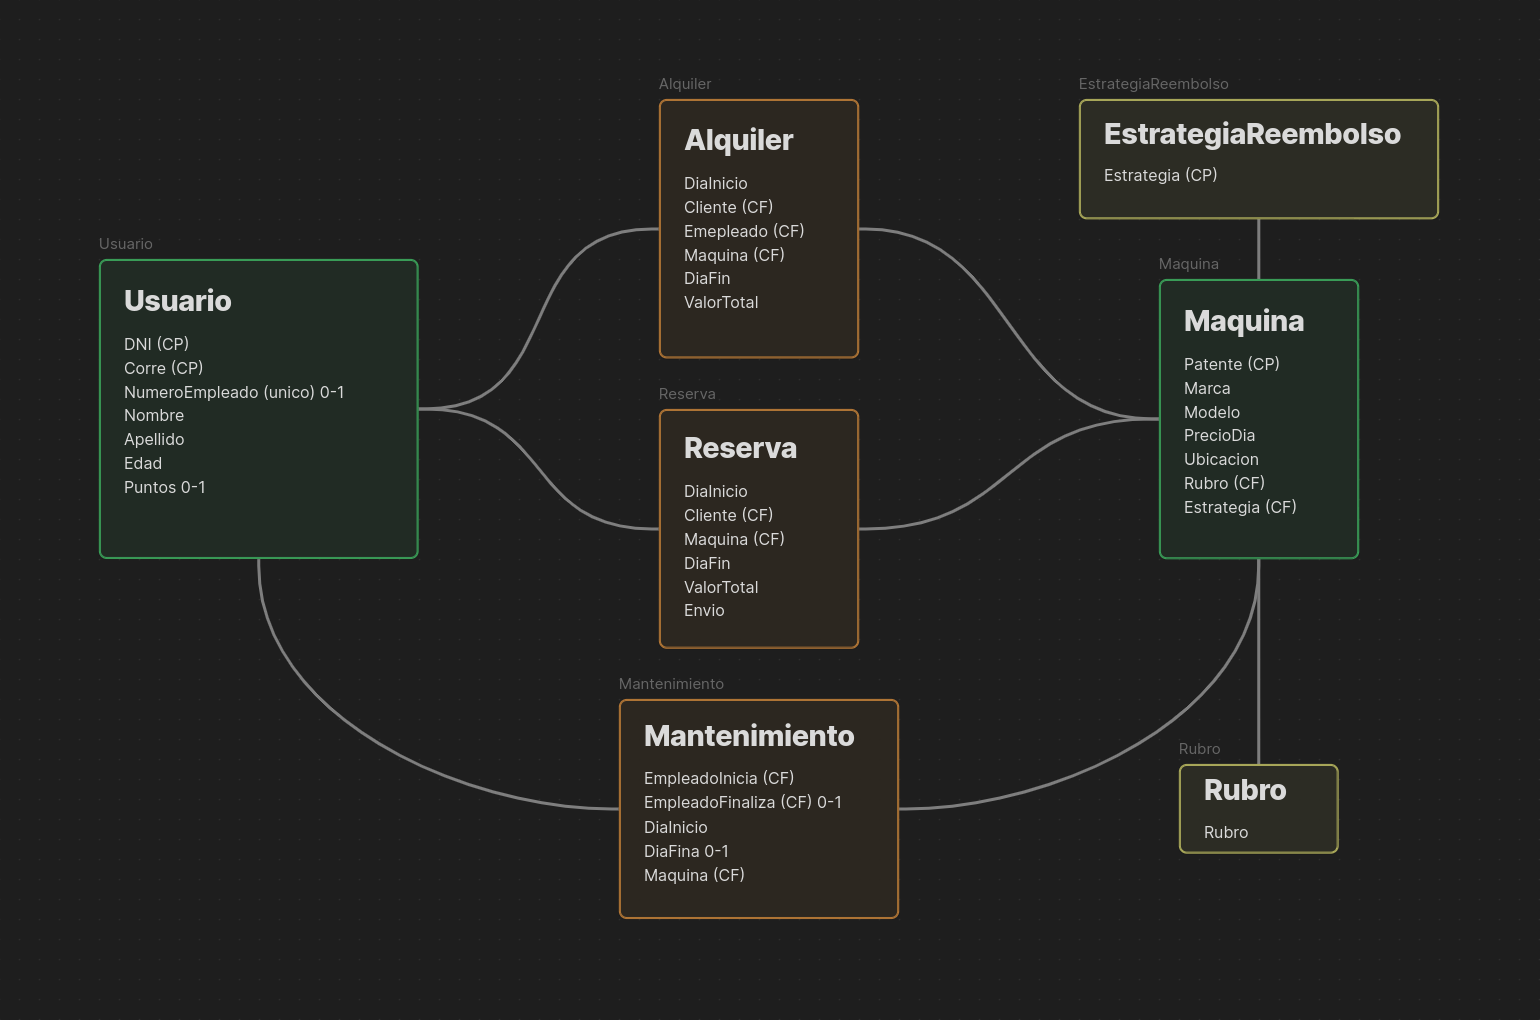 Alquiler
Alquiler
DiaInicio
Cliente (CF)
Emepleado (CF)
Maquina (CF)
DiaFin
ValorTotal
EstrategiaReembolso
EstrategiaReembolso
Estrategia (CP)
Usuario
Usuario
DNI (CP)
Corre (CP)
NumeroEmpleado (unico) 0-1
Nombre
Apellido
Edad
Puntos 0-1
Maquina
Maquina
Patente (CP)
Marca
Modelo
PrecioDia
Ubicacion
Rubro (CF)
Estrategia (CF)
Reserva
Reserva
DiaInicio
Cliente (CF)
Maquina (CF)
DiaFin
ValorTotal
Envio
Mantenimiento
Mantenimiento
EmpleadoInicia (CF)
EmpleadoFinaliza (CF) 0-1
DiaInicio
DiaFina 0-1
Maquina (CF)
Rubro
Rubro
Rubro